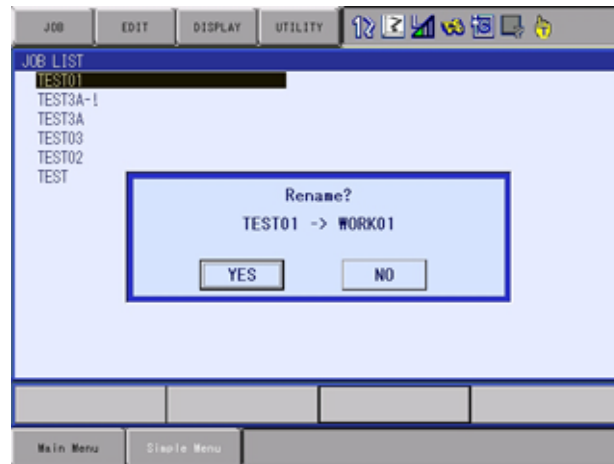 JOB EDIT DISPLAY UTILITY
JOB LIST
TEST01
TEST3A-!
TEST3A
TEST03
TEST02
TEST
Rename?
TEST01 -> WORK01
YES NO
Main Menu Simple Menu